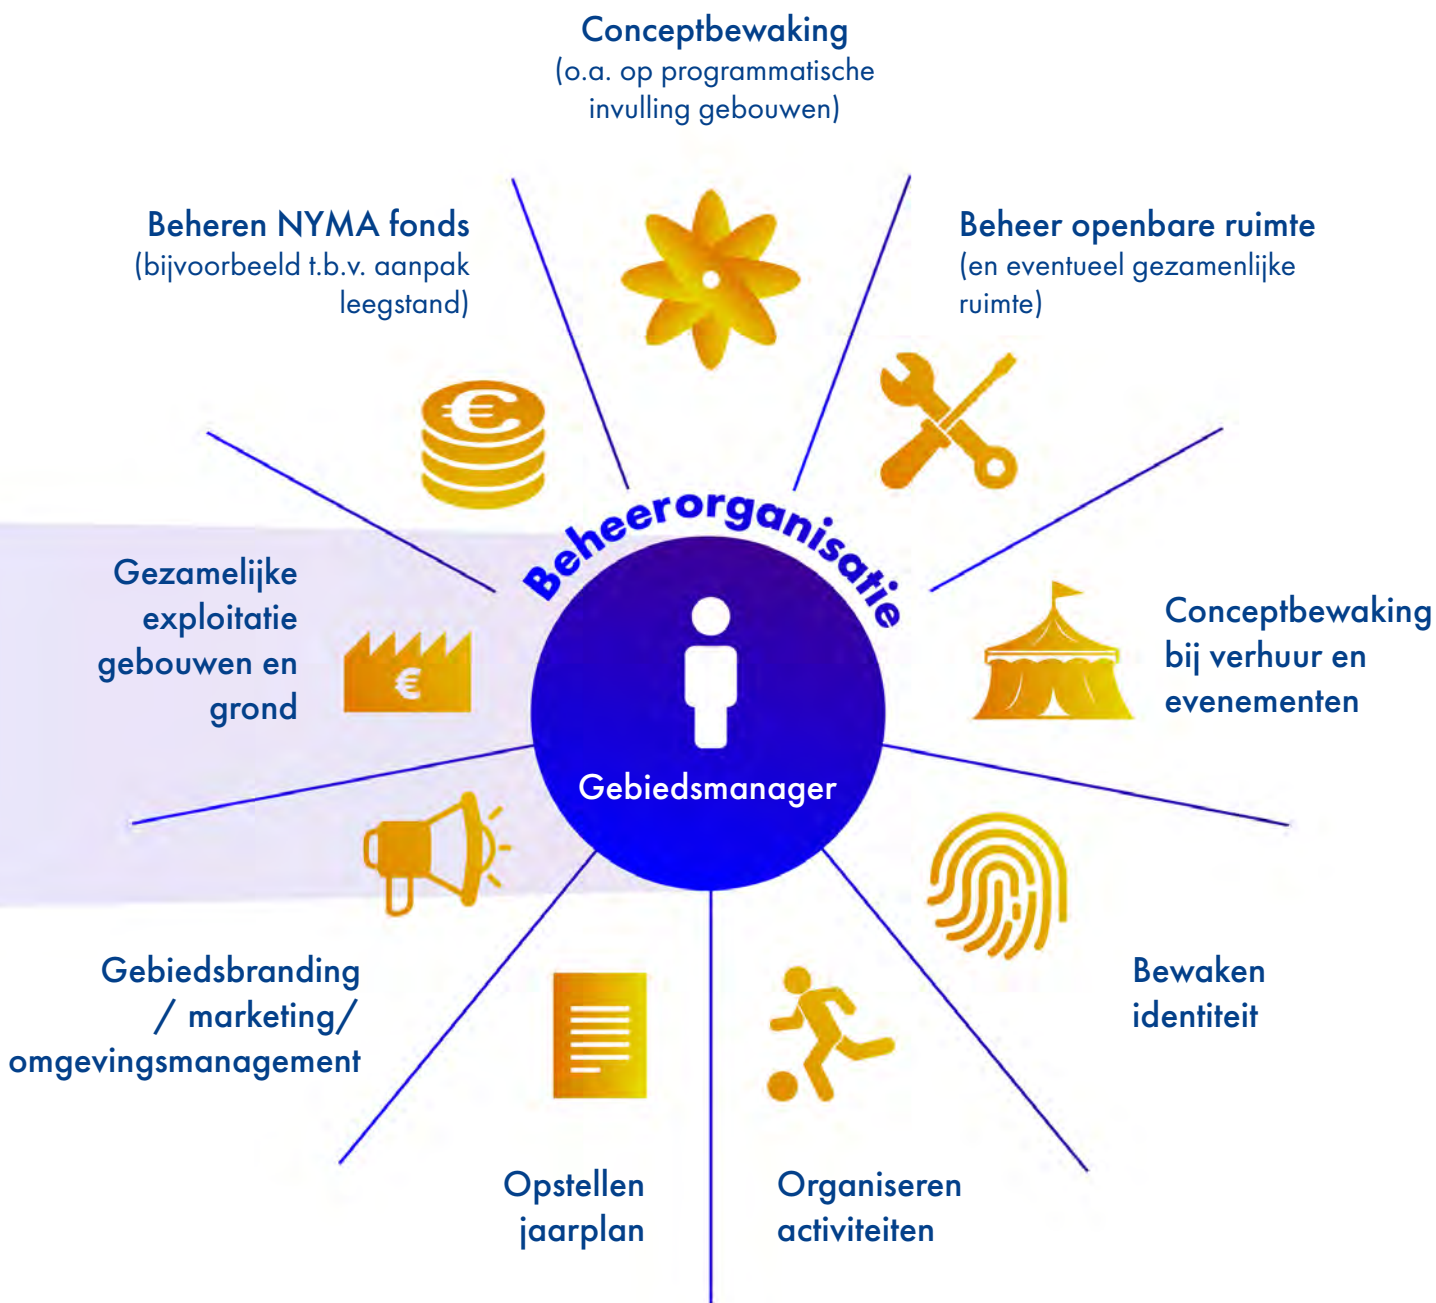 Conceptbewaking
(o.a. op programmatische
invulling gebouwen)
Beheren NYMA fonds
(bijvoorbeeld t.b.v. aanpak
leegstand)
Beheer openbare ruimte
(en eventueel gezamenlijke
ruimte)
Beheerorganisatie
Gezamelijke
exploitatie
gebouwen en
grond
€
€
Conceptbewaking
bij verhuur en
evenementen
Gebiedsmanager
Gebiedsbranding
/ marketing/
omgevingsmanagement
Bewaken
identiteit
Opstellen
jaarplan
Organiseren
activiteiten